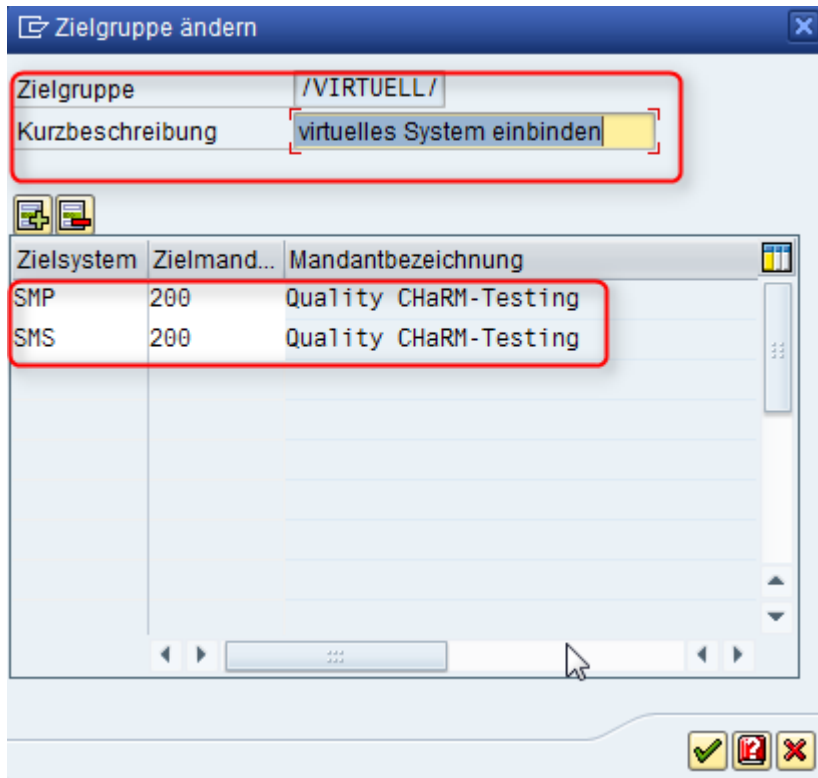 Zielgruppe ändern
Zielgruppe /VIRTUELL/
Kurzbeschreibung virtuelles System einbinden
Zielsystem Zielmand... Mandantbezeichnung
SMP 200 Quality CHaRM-Testing
SMS 200 Quality CHaRM-Testing